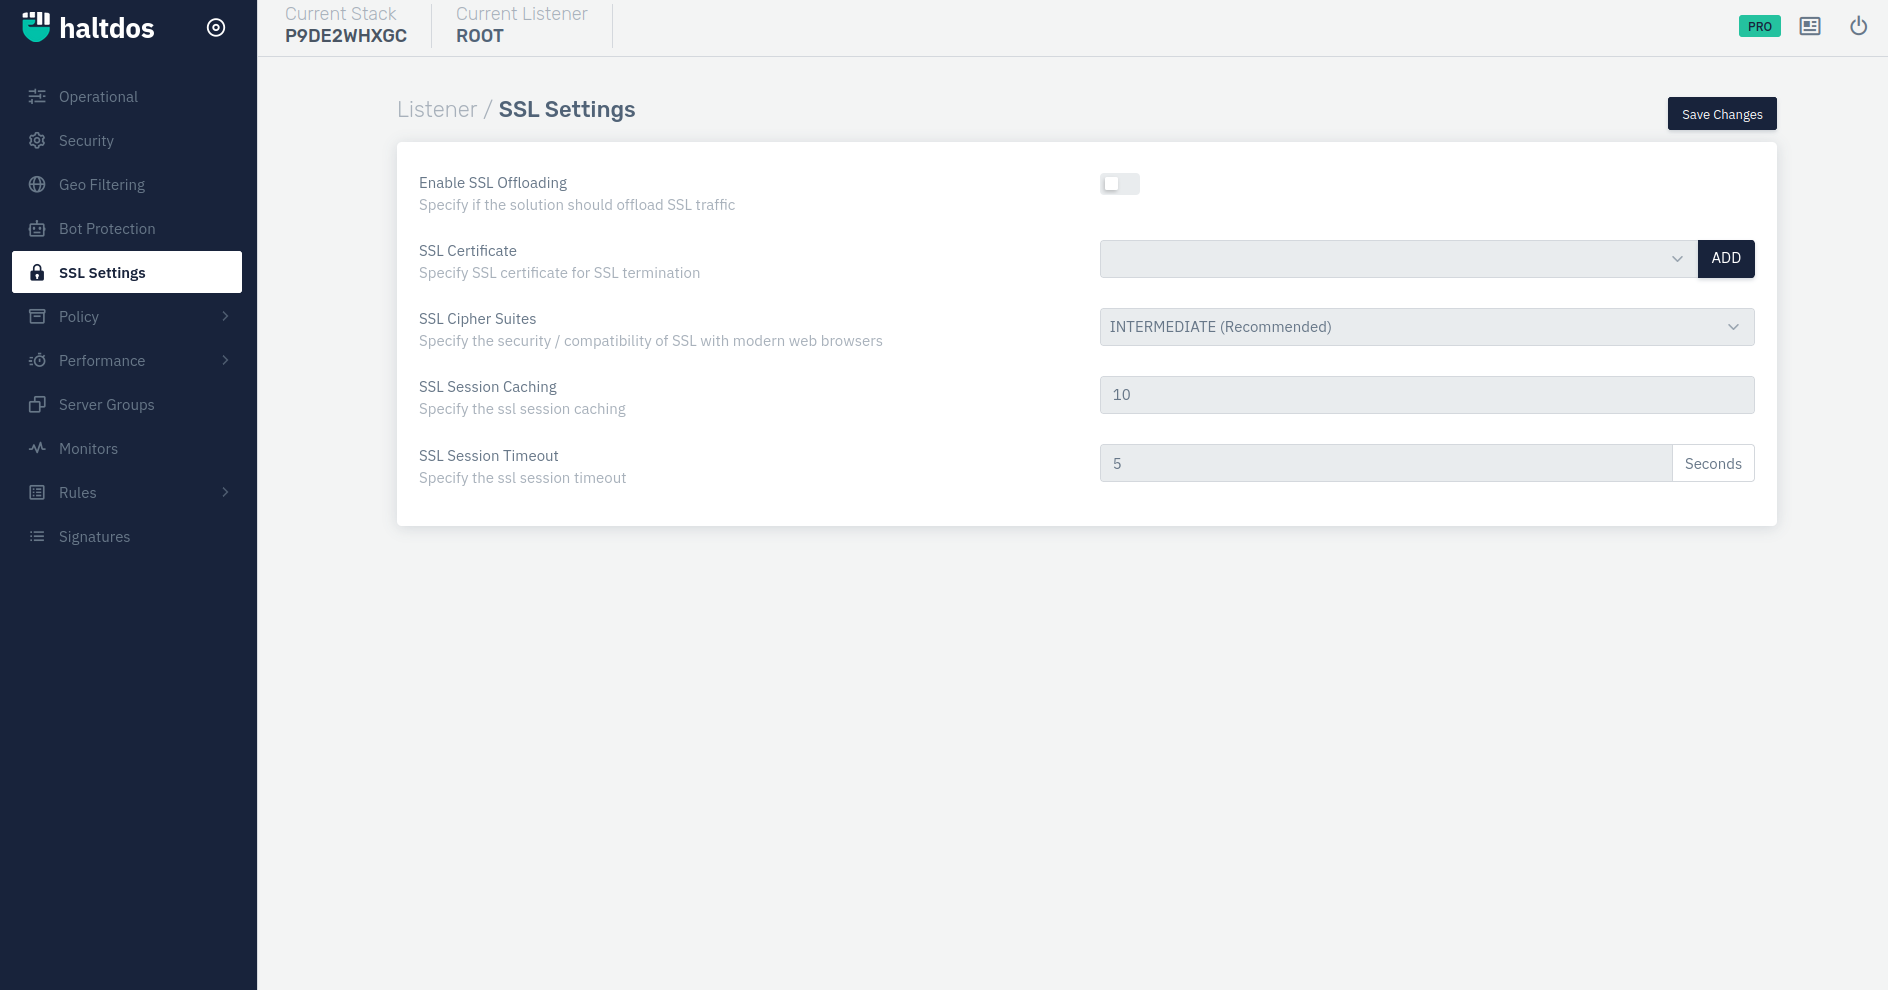 haltdos
Current Stack
P9DE2WHXGC
Current Listener
ROOT
PRO
Operational
Security
Geo Filtering
Bot Protection
SSL Settings
Policy
Performance
Server Groups
Monitors
Rules
Signatures
Listener / SSL Settings
Save Changes
Enable SSL Offloading
Specify if the solution should offload SSL traffic
SSL Certificate
Specify SSL certificate for SSL termination
ADD
SSL Cipher Suites
Specify the security / compatibility of SSL with modern web browsers
INTERMEDIATE (Recommended)
SSL Session Caching
Specify the ssl session caching
10
SSL Session Timeout
Specify the ssl session timeout
5
Seconds